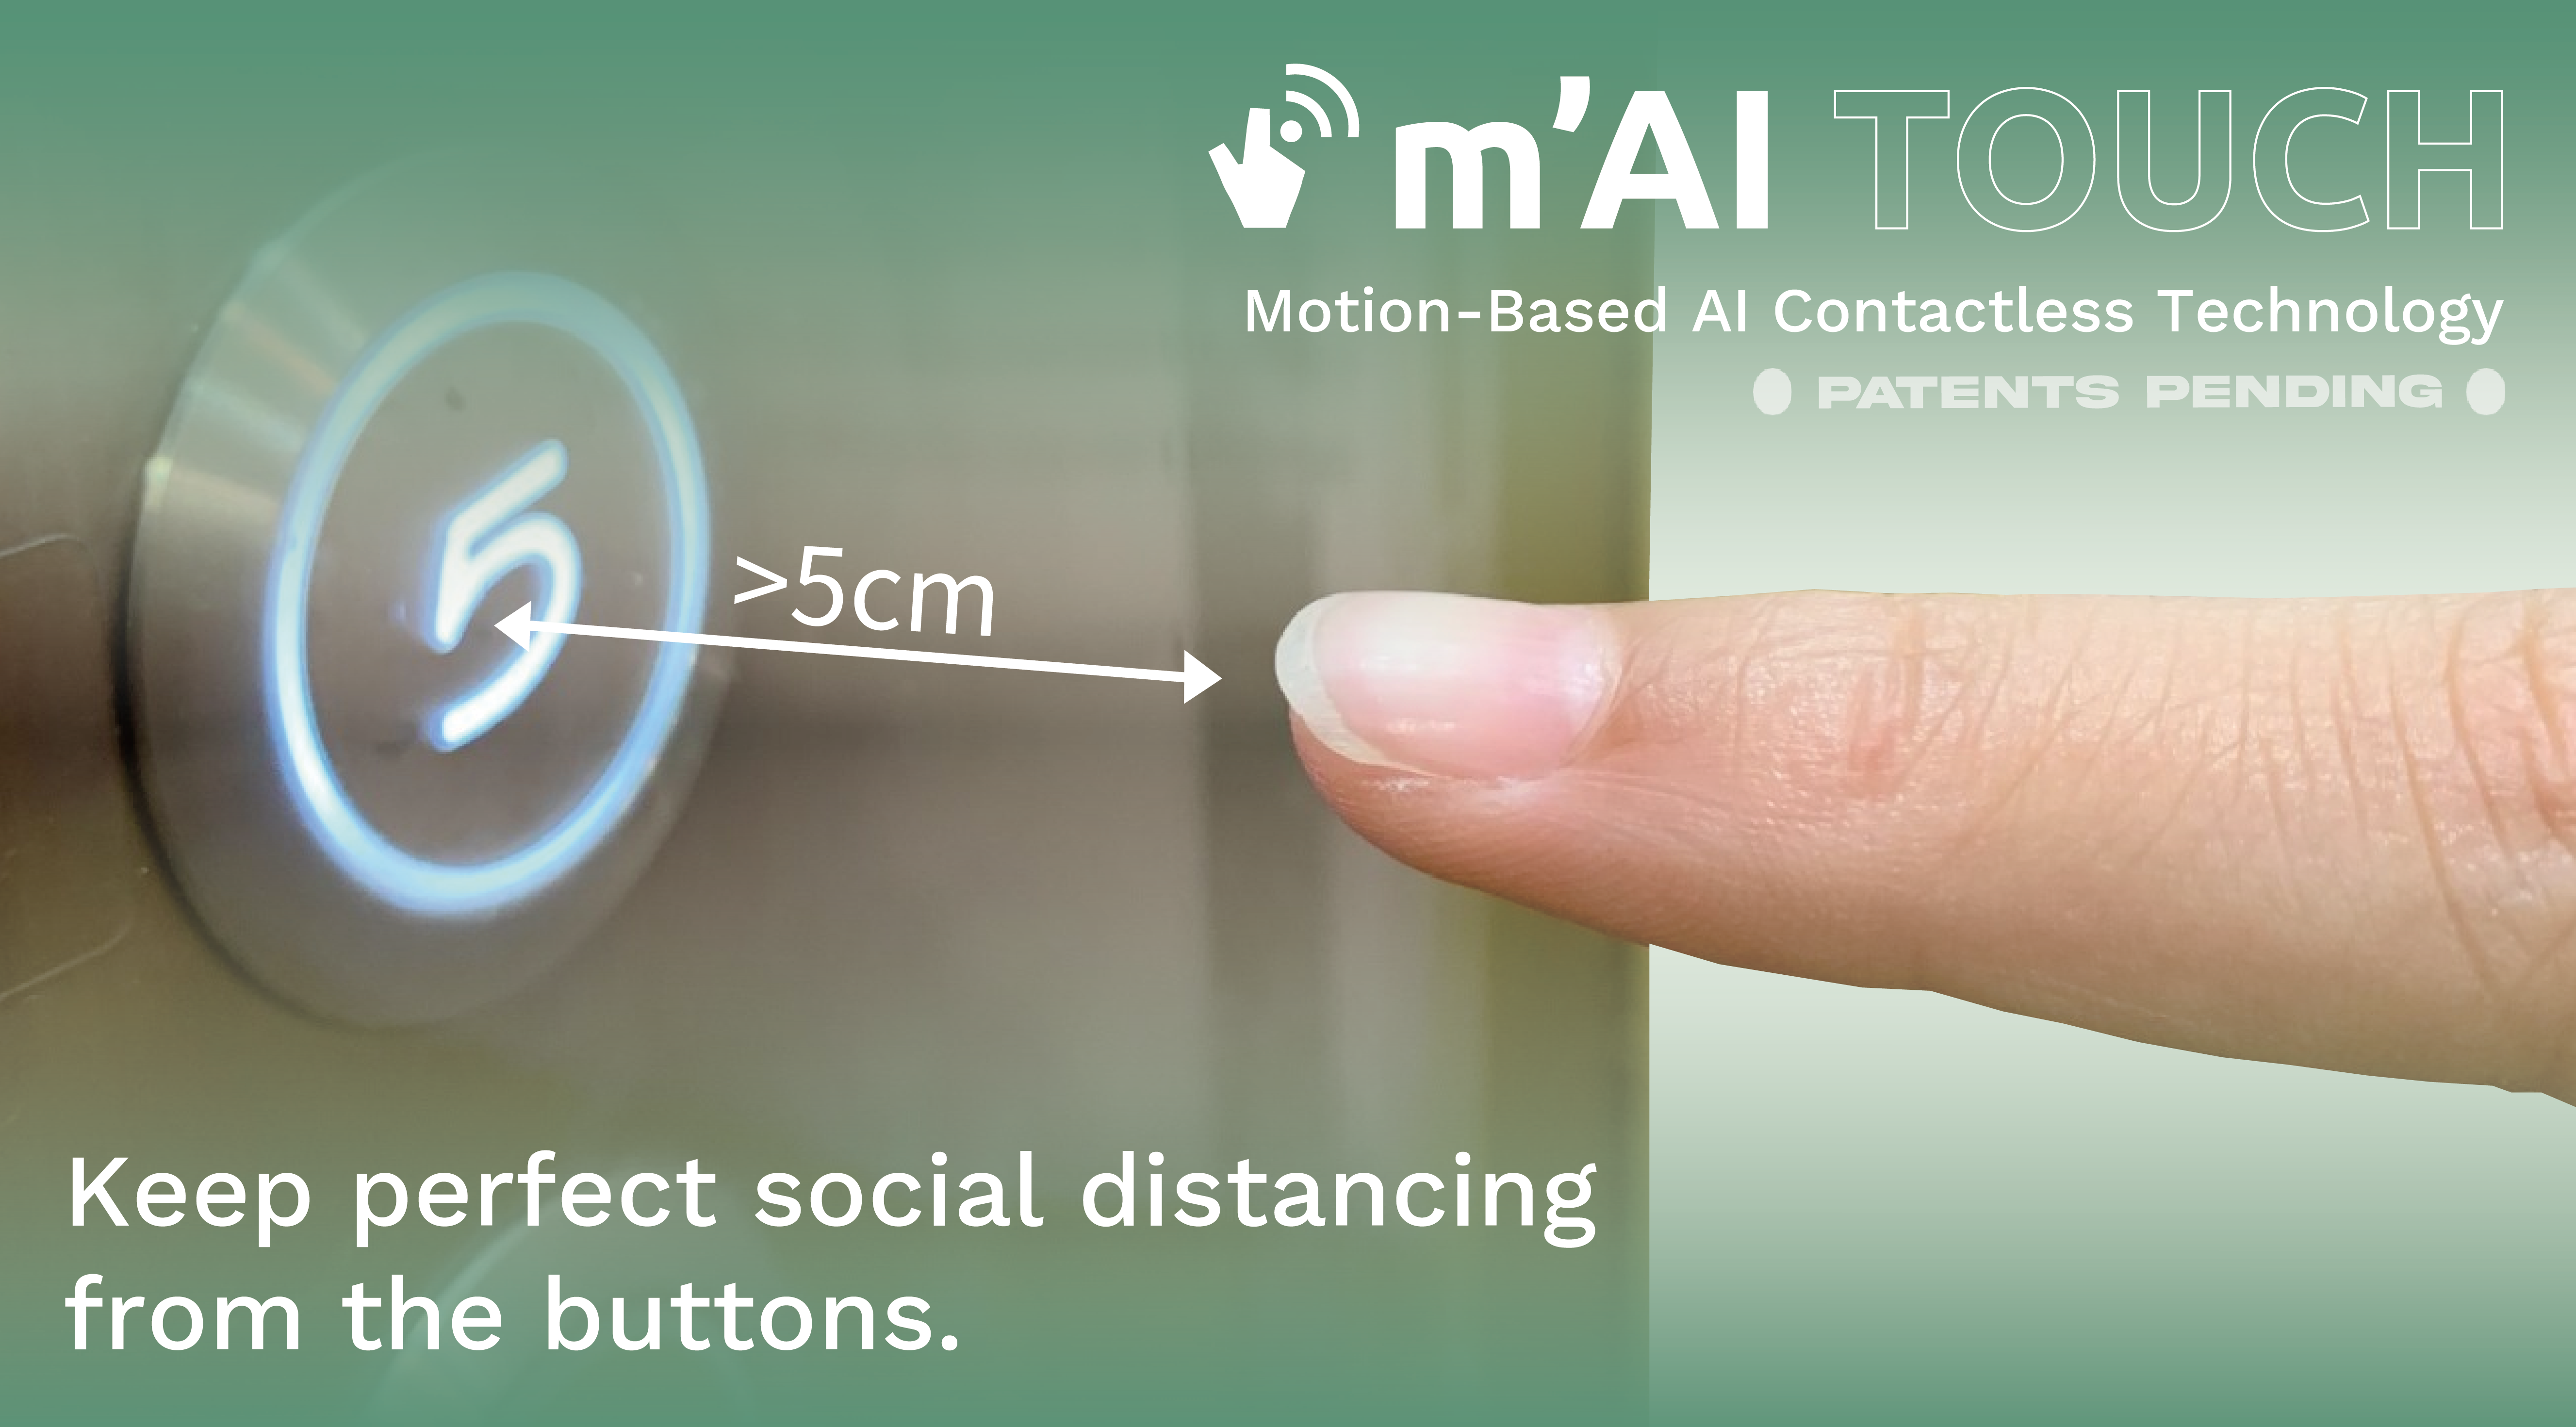 m’AI TOUCH
Motion-Based AI Contactless Technology
PATENTS PENDING
5
>5cm
Keep perfect social distancing
from the buttons.